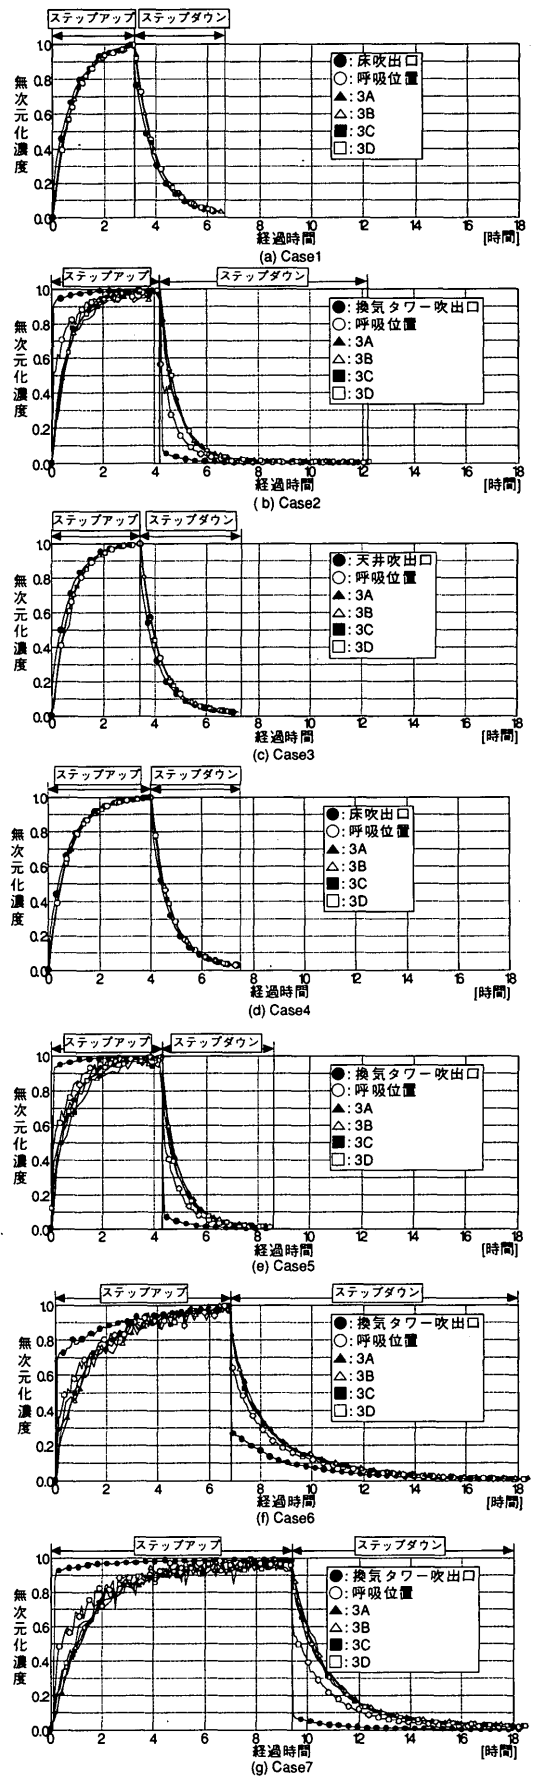 ステップアップ ステップダウン
無次元化濃度
1.0
0.8
0.6
0.4
0.2
0.0
●: 床吹出口
○: 呼吸位置
▲: 3A
△: 3B
■: 3C
□: 3D
0 2 4 6 8 10 12 14 16 18
経過時間 [時間]
(a) Case1
ステップアップ ステップダウン
無次元化濃度
1.0
0.8
0.6
0.4
0.2
0.0
●: 換気タワー吹出口
○: 呼吸位置
▲: 3A
△: 3B
■: 3C
□: 3D
0 2 4 6 8 10 12 14 16 18
経過時間 [時間]
(b) Case2
ステップアップ ステップダウン
無次元化濃度
1.0
0.8
0.6
0.4
0.2
0.0
●: 天井吹出口
○: 呼吸位置
▲: 3A
△: 3B
■: 3C
□: 3D
0 2 4 6 8 10 12 14 16 18
経過時間 [時間]
(c) Case3
ステップアップ ステップダウン
無次元化濃度
1.0
0.8
0.6
0.4
0.2
0.0
●: 床吹出口
○: 呼吸位置
▲: 3A
△: 3B
■: 3C
□: 3D
0 2 4 6 8 10 12 14 16 18
経過時間 [時間]
(d) Case4
ステップアップ ステップダウン
無次元化濃度
1.0
0.8
0.6
0.4
0.2
0.0
●: 換気タワー吹出口
○: 呼吸位置
▲: 3A
△: 3B
■: 3C
□: 3D
0 2 4 6 8 10 12 14 16 18
経過時間 [時間]
(e) Case5
ステップアップ ステップダウン
無次元化濃度
1.0
0.8
0.6
0.4
0.2
0.0
●: 換気タワー吹出口
○: 呼吸位置
▲: 3A
△: 3B
■: 3C
□: 3D
0 2 4 6 8 10 12 14 16 18
経過時間 [時間]
(f) Case6
ステップアップ ステップダウン
無次元化濃度
1.0
0.8
0.6
0.4
0.2
0.0
●: 換気タワー吹出口
○: 呼吸位置
▲: 3A
△: 3B
■: 3C
□: 3D
0 2 4 6 8 10 12 14 16 18
経過時間 [時間]
(g) Case7